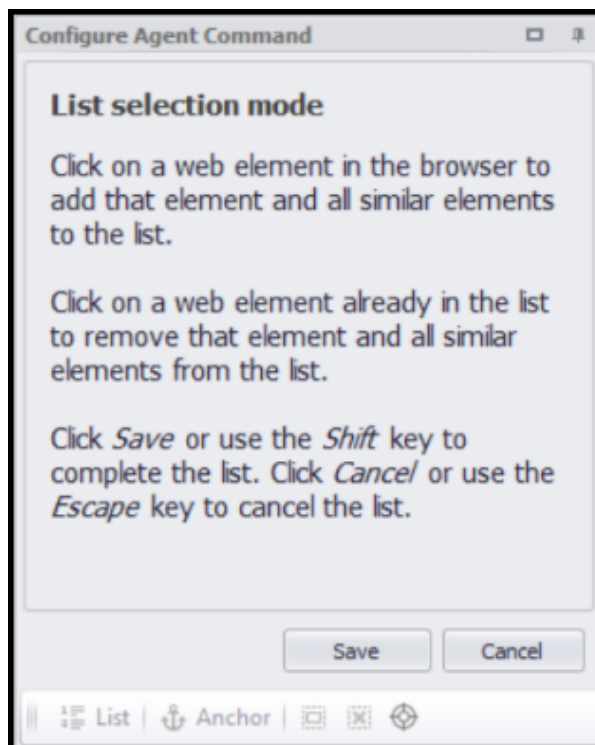 Configure Agent Command
List selection mode
Click on a web element in the browser to
add that element and all similar elements
to the list.
Click on a web element already in the list
to remove that element and all similar
elements from the list.
Click Save or use the Shift key to
complete the list. Click Cancel or use the
Escape key to cancel the list.
Save Cancel
List Anchor